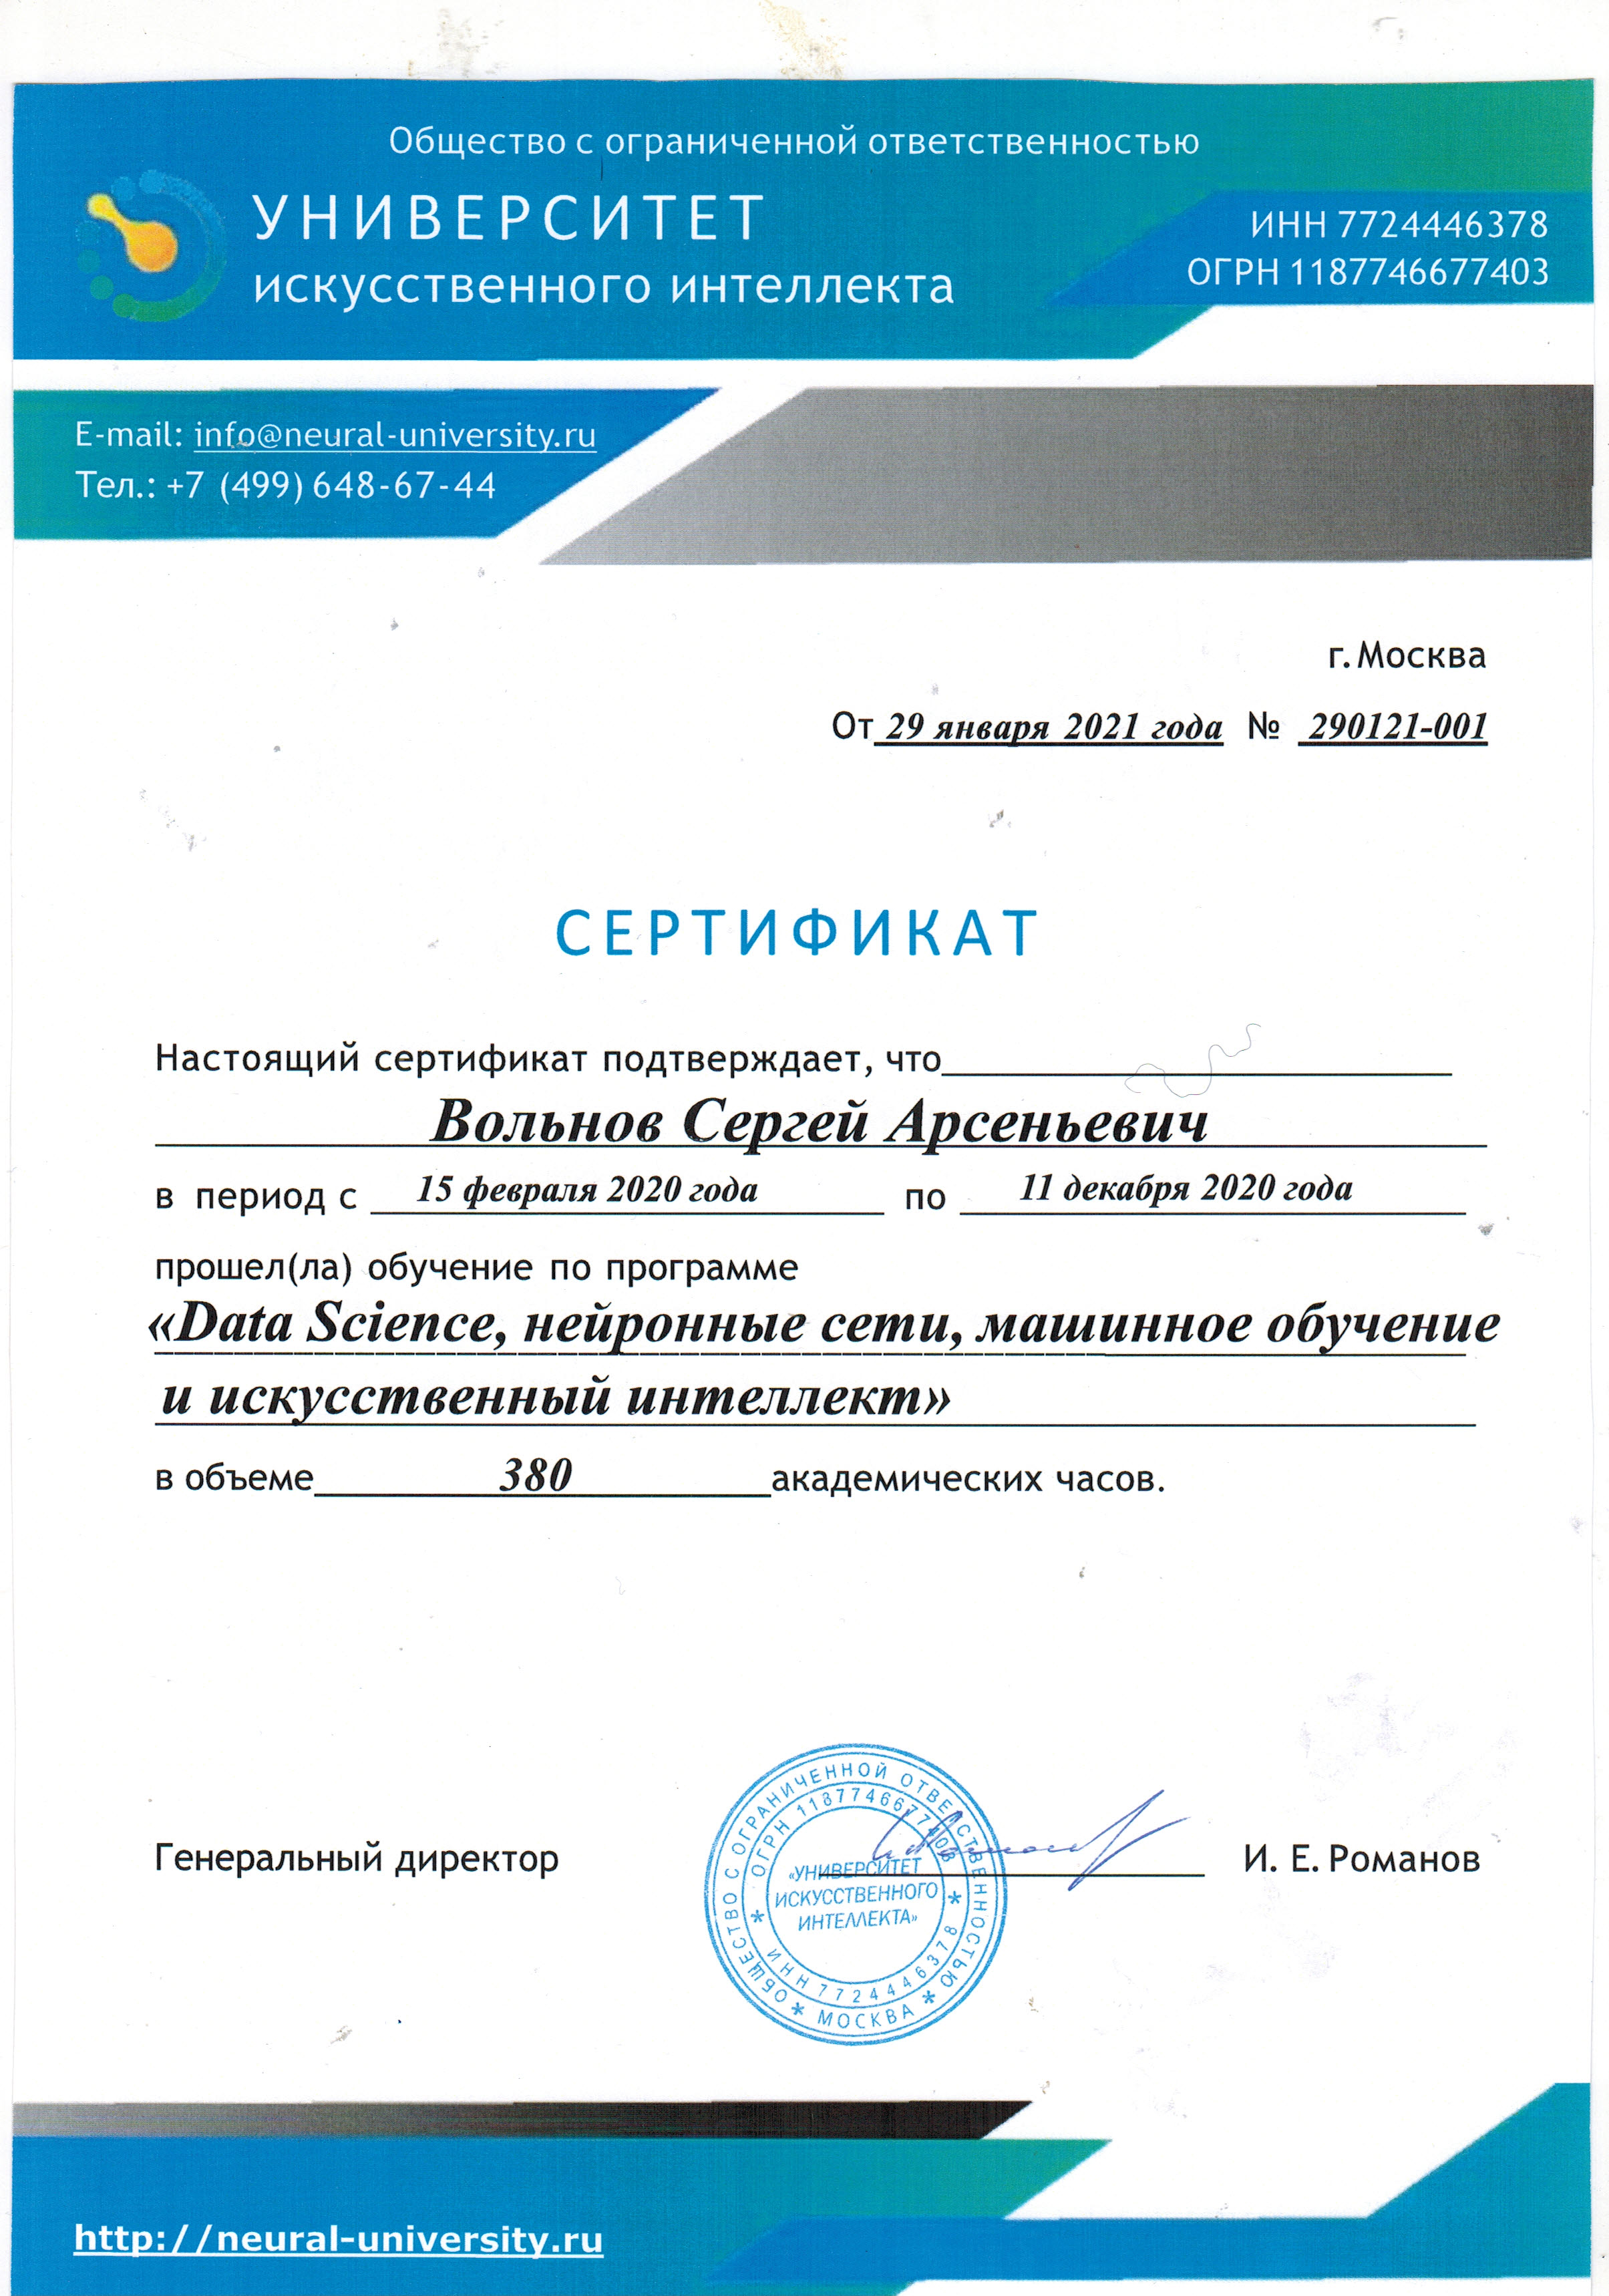 Общество с ограниченной ответственностью
УНИВЕРСИТЕТ
искусственного интеллекта
ИНН 7724446378
ОГРН 1187746677403
E-mail: info@neural-university.ru
Тел.: +7 (499) 648-67-44
г. Москва
От 29 января 2021 года № 290121-001
СЕРТИФИКАТ
Настоящий сертификат подтверждает, что
Вольнов Сергей Арсеньевич
в период с 15 февраля 2020 года по 11 декабря 2020 года
прошел(ла) обучение по программе
«Data Science, нейронные сети, машинное обучение
и искусственный интеллект»
в объеме 380 академических часов.
Генеральный директор
И. Е. Романов
ОБЩЕСТВО С ОГРАНИЧЕННОЙ ОТВЕТСТВЕННОСТЬЮ
* МОСКВА *
ОГРН 1187746677403
* ИНН 7724446378 *
«УНИВЕРСИТЕТ
ИСКУССТВЕННОГО
ИНТЕЛЛЕКТА»
http://neural-university.ru